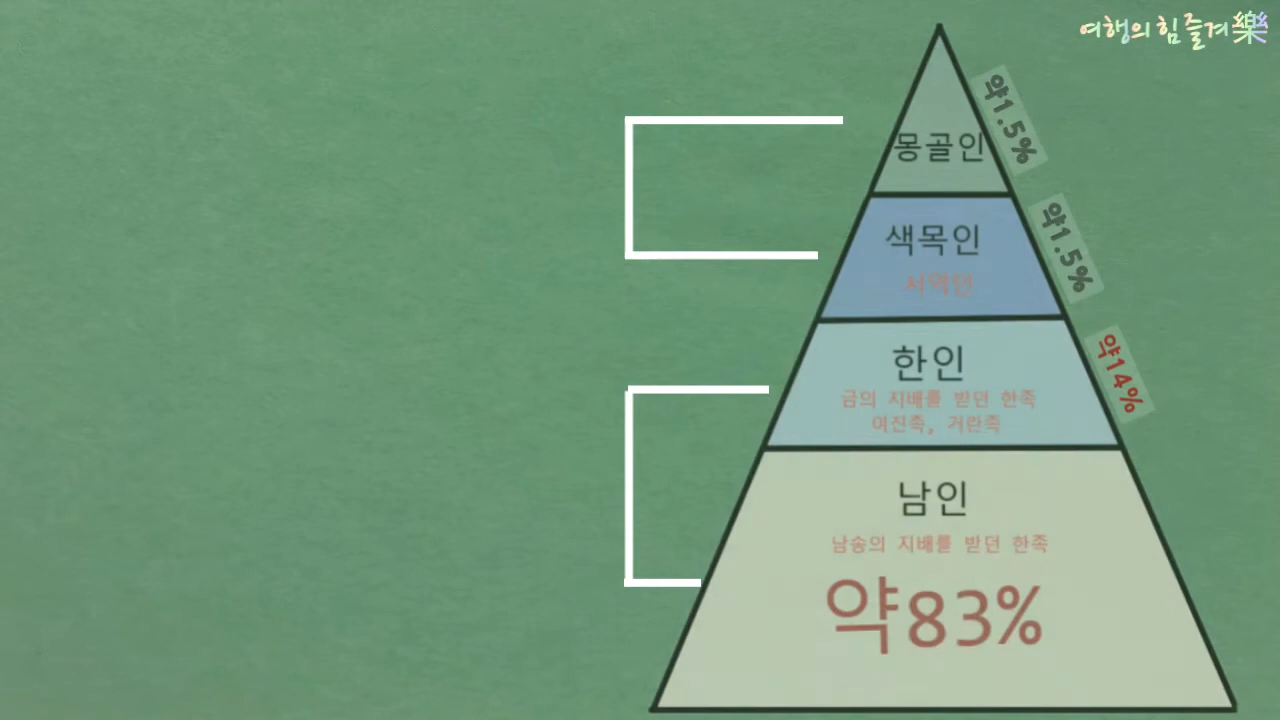 여행의 힘 즐겨樂
약1.5%
몽골인
약1.5%
색목인
서역인
약14%
한인
금의 지배를 받던 한족
여진족, 거란족
남인
남송의 지배를 받던 한족
약83%